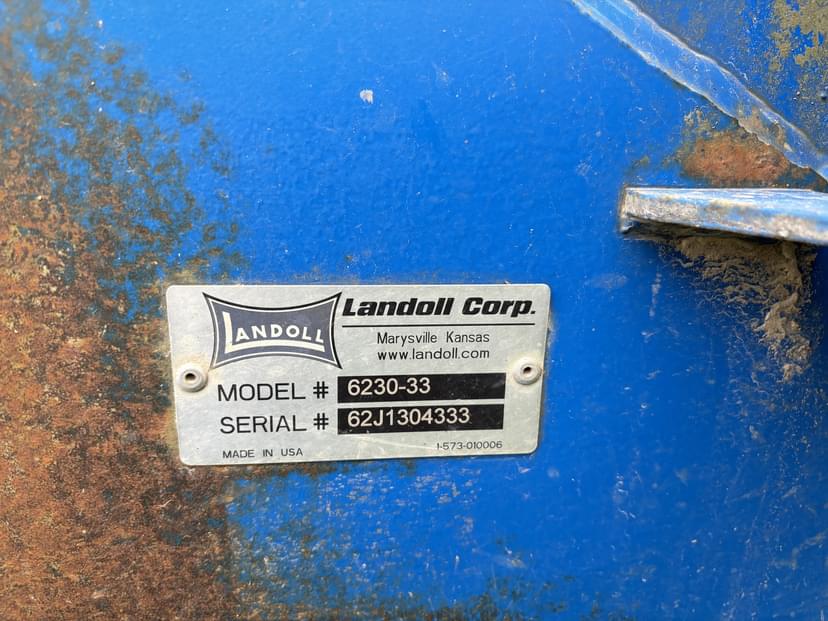 LANDOLL
Landoll Corp.
Marysville Kansas
www.landoll.com
MODEL # 6230-33
SERIAL # 62J1304333
MADE IN USA 1-573-010006